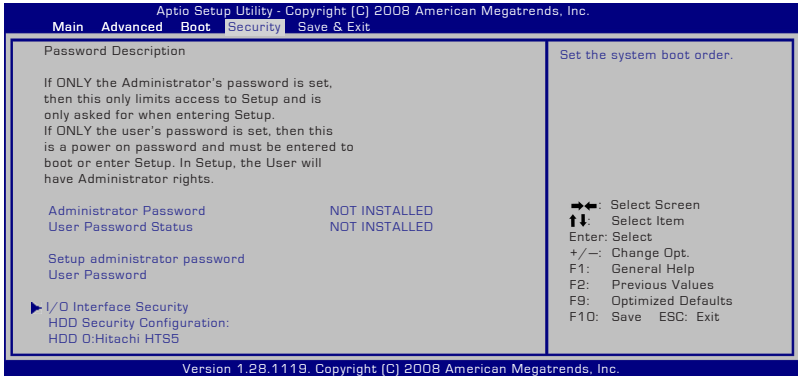 Aptio Setup Utility - Copyright (C) 2008 American Megatrends, Inc.
Main Advanced Boot Security Save & Exit
Password Description
If ONLY the Administrator's password is set,
then this only limits access to Setup and is
only asked for when entering Setup.
If ONLY the user's password is set, then this
is a power on password and must be entered to
boot or enter Setup. In Setup, the User will
have Administrator rights.
Administrator Password NOT INSTALLED
User Password Status NOT INSTALLED
Setup administrator password
User Password
I/O Interface Security
HDD Security Configuration:
HDD 0:Hitachi HTS5
Set the system boot order.
→←: Select Screen
↑↓: Select Item
Enter: Select
+/−: Change Opt.
F1: General Help
F2: Previous Values
F9: Optimized Defaults
F10: Save ESC: Exit
Version 1.28.1119. Copyright (C) 2008 American Megatrends, Inc.